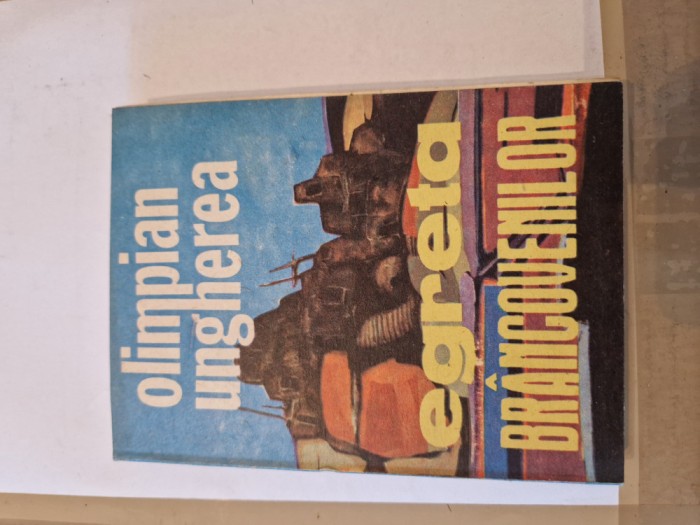 olimpian
ungherea
egreta
BRÂNCOVENILOR